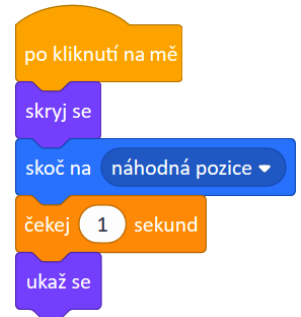 po kliknutí na mě
skryj se
skoč na náhodná pozice
čekej 1 sekund
ukaž se